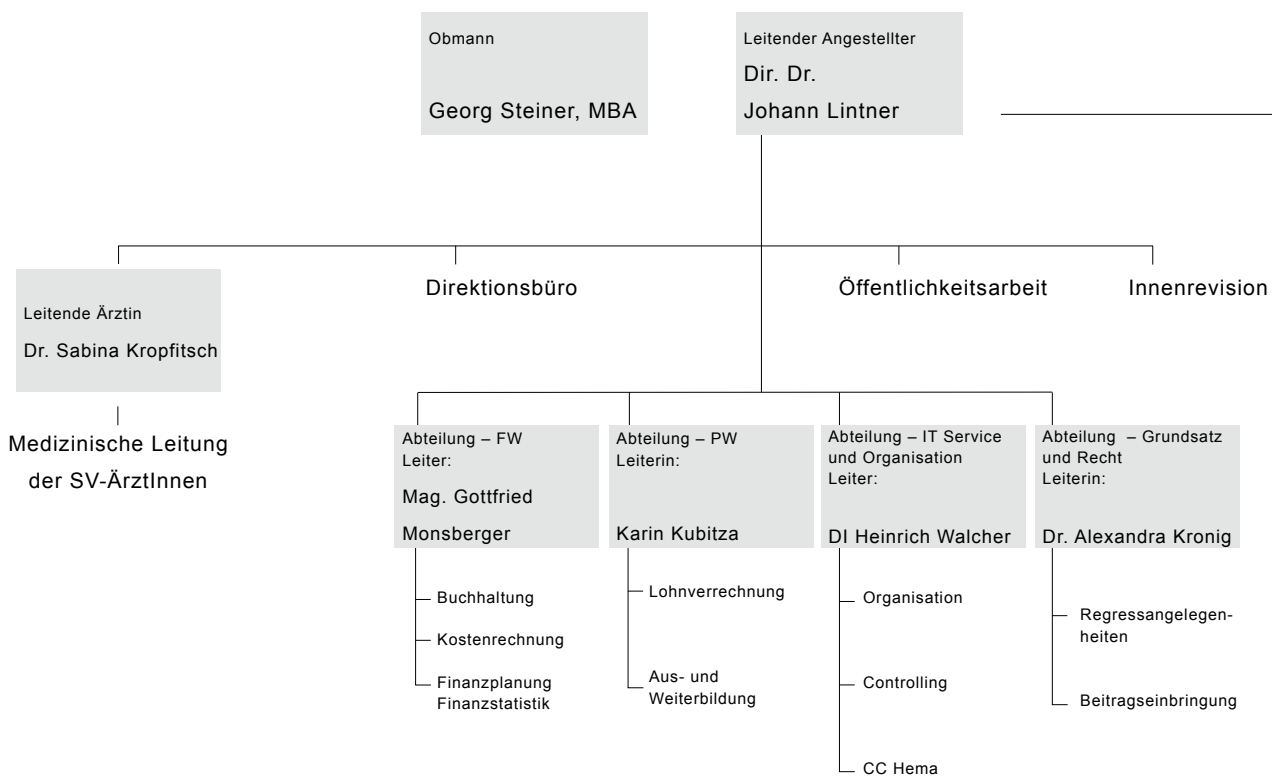 Obmann
Georg Steiner, MBA
Leitender Angestellter
Dir. Dr.
Johann Lintner
Leitende Ärztin
Dr. Sabina Kropfitsch
Direktionsbüro
Öffentlichkeitsarbeit
Innenrevision
Medizinische Leitung
der SV-ÄrztInnen
Abteilung – FW
Leiter:
Mag. Gottfried
Monsberger
Buchhaltung
Kostenrechnung
Finanzplanung
Finanzstatistik
Abteilung – PW
Leiterin:
Karin Kubitza
Lohnverrechnung
Aus- und
Weiterbildung
Abteilung – IT Service
und Organisation
Leiter:
DI Heinrich Walcher
Organisation
Controlling
CC Hema
Abteilung – Grundsatz
und Recht
Leiterin:
Dr. Alexandra Kronig
Regressangelegen-
heiten
Beitragseinbringung